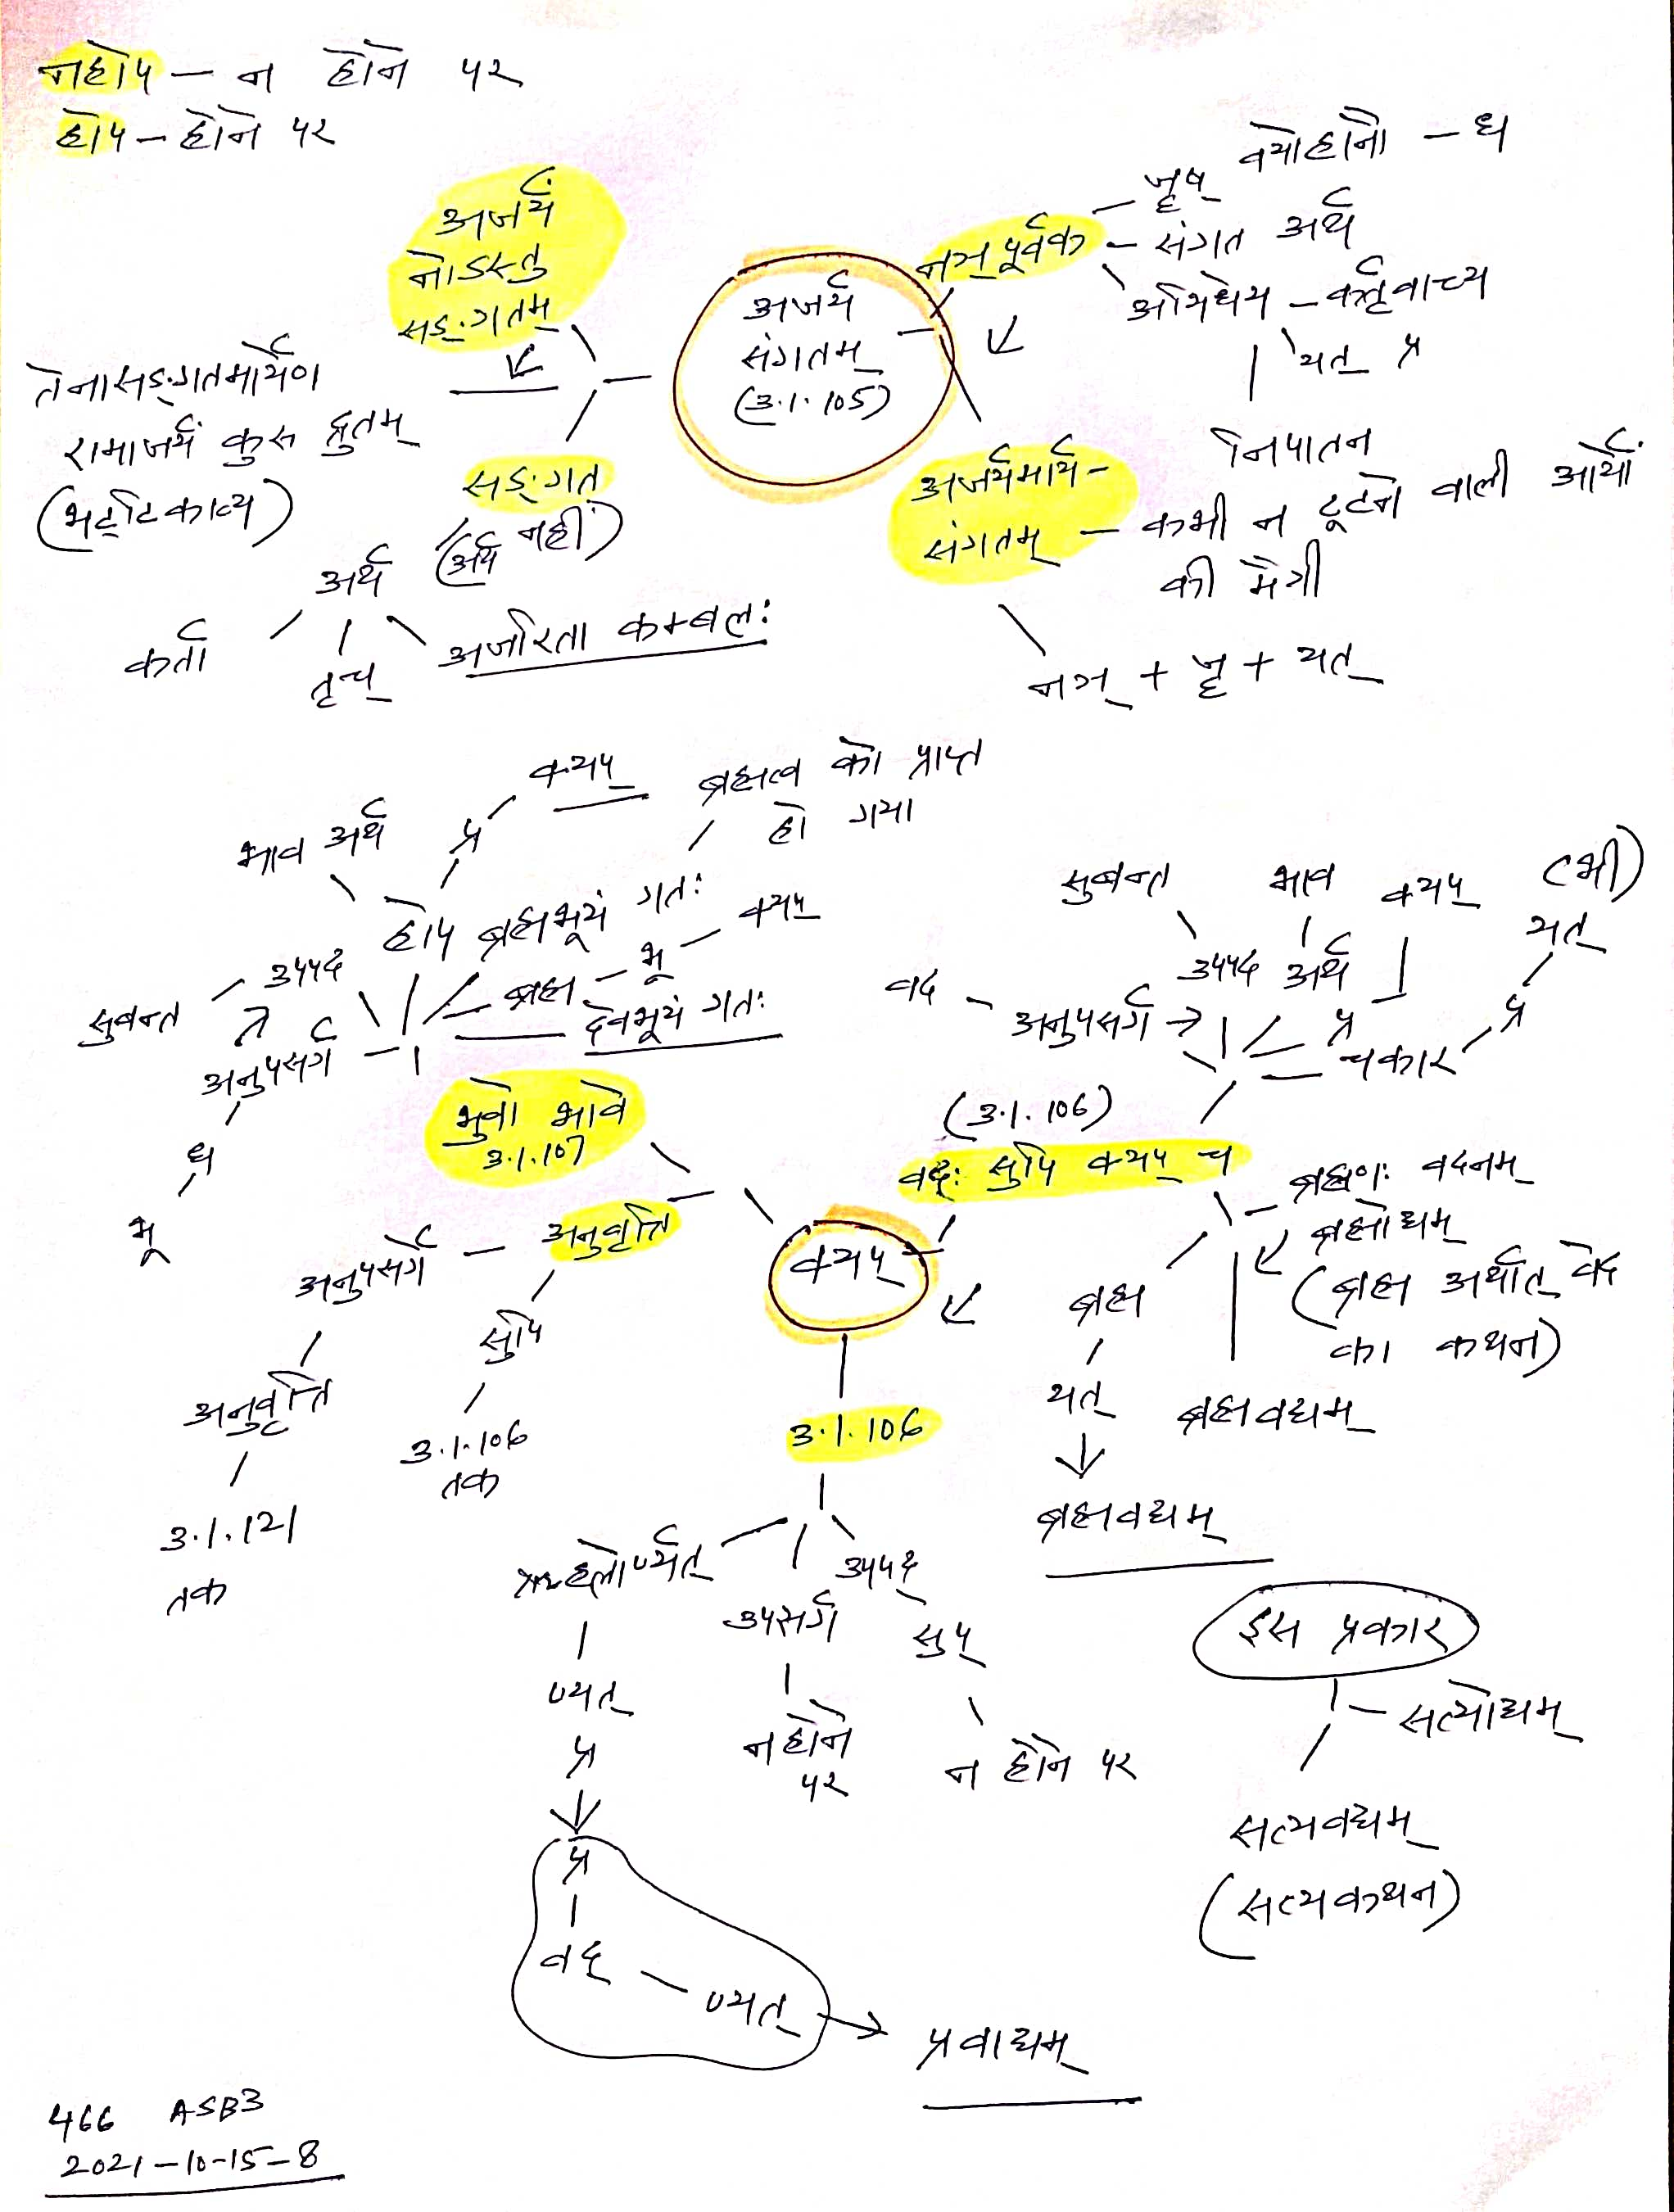 नहोप – न होने पर
होप – होने पर
अजर्यं
नोऽस्तु
सङ्गतम्
तेनासङ्गतमार्येण
रामाजर्यं कुरु द्रुतम्
(भट्टिकाव्य)
सङ्गत
(अर्थ नहीं)
अर्थ
कर्ता
तृच्
अजरिता कम्बलः
अजर्यं
संगतम्
(3.1.105)
नञ् पूर्वक
जॄष्
वयोहानौ – ध
संगत अर्थ
अभिधेय – कर्तृवाच्य
यत् प्र
निपातन
अजर्यमार्य-
संगतम् – कभी न टूटने वाली आर्यों
की मैत्री
नञ् + जॄ + यत्
भाव अर्थ
प्र
क्यप्
ब्रह्मत्व को प्राप्त
हो गया
होप
ब्रह्मभूयं गतः
उपपद
सुबन्त
ब्रह्म – भू – क्यप्
देवभूयं गतः
अनुपसर्ग
ध
भू
भुवो भावे
3.1.107
अनुवृत्ति
अनुपसर्ग
अनुवृत्ति
3.1.121
तक
सुपि
3.1.106
तक
सुबन्त
भाव
क्यप्
(भी)
यत्
उपपद
अर्थ
प्र
प्र
वद
अनुपसर्ग
चकार
(3.1.106)
वदः सुपि क्यप् च
ब्रह्मणः वदनम्
ब्रह्मोद्यम्
(ब्रह्म अर्थात् वेद
का कथन)
ब्रह्म
यत्
ब्रह्मवद्यम्
ब्रह्मवद्यम्
क्यप्
3.1.106
ऋहलोर्ण्यत्
ण्यत्
प्र
उपसर्ग
न होने
पर
उपपद
सुप्
न होने पर
प्र
वद्
ण्यत्
प्रवाद्यम्
इस प्रकार
सत्योद्यम्
सत्यवद्यम्
(सत्यकथन)
466 ASB3
2021-10-15-8